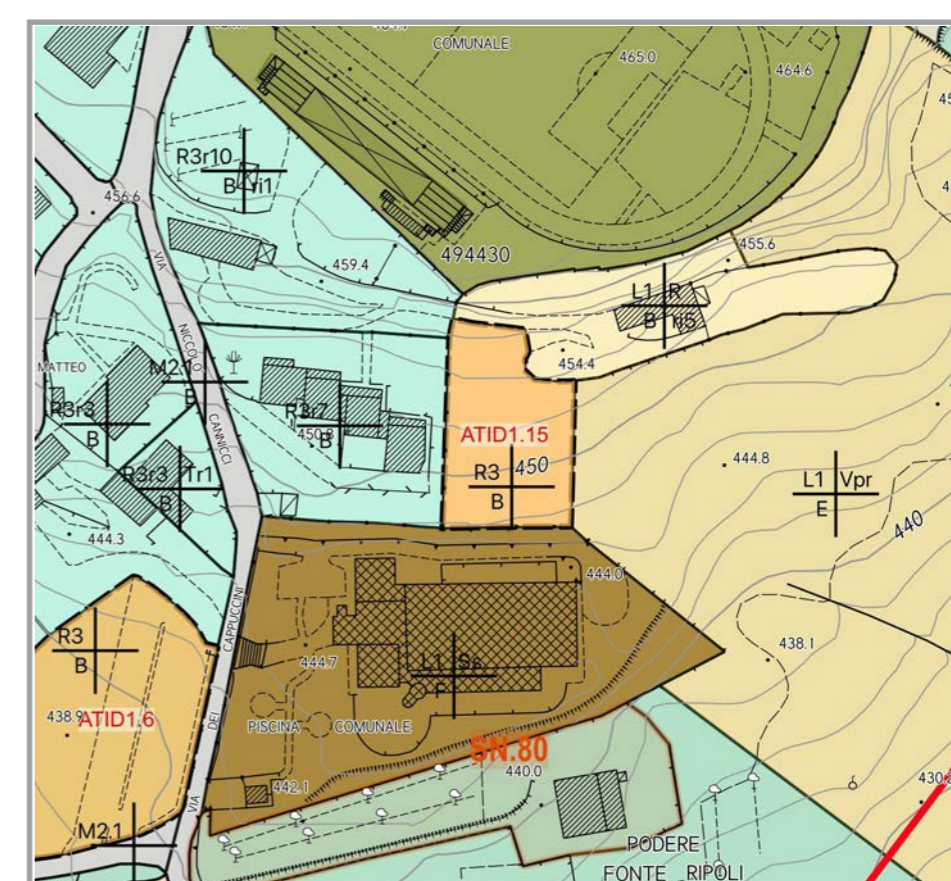 COMUNALE
465.0
464.6
R3r10
B ri1
456.6
VIA
459.4
494430
455.6
L1 R
B ri5
454.4
NICCOLO'
CANNICCI
MATTEO
M2.1
B
R3r3
B
R3r7
450.8
B
ATID1.15
R3
450
B
444.8
L1 Vpr
E
440
R3r3 Tr1
B
444.3
444.0
438.1
CAPPUCCINI
DEI
VIA
R3
B
444.7
L1 Ss
F
438.9
ATID1.6
PISCINA COMUNALE
SN.80
440.0
442.1
M2.1
PODERE
FONTE RIPOLI